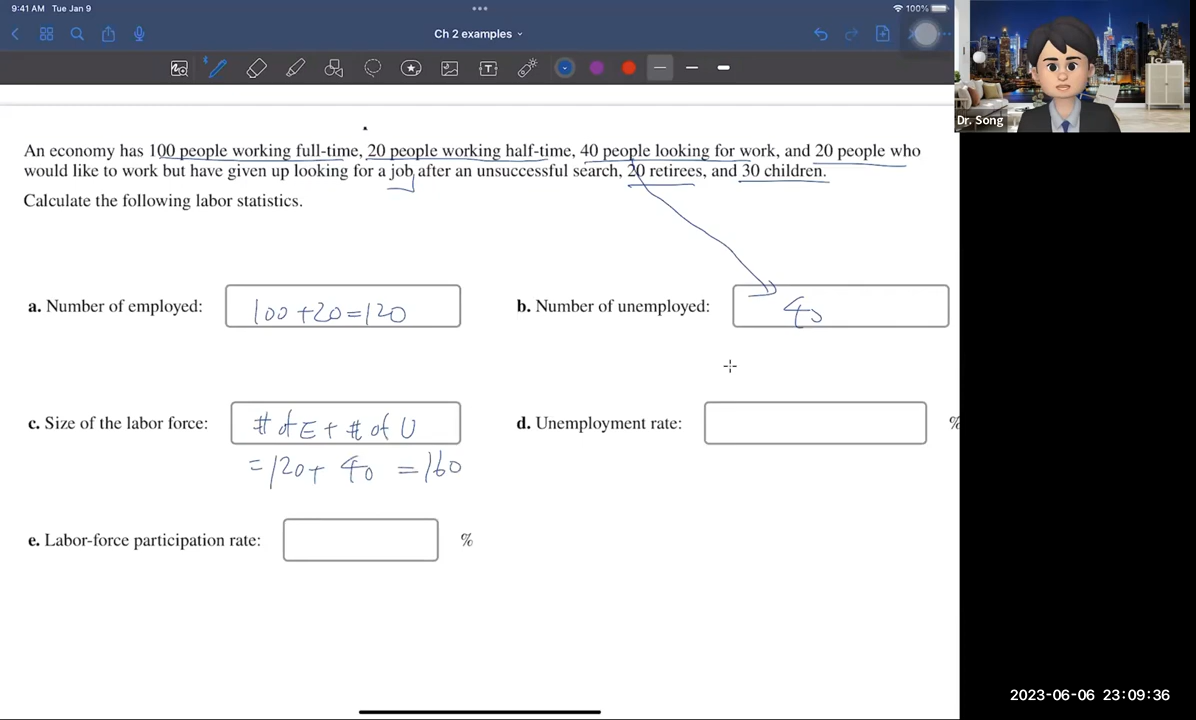 9:41 AM Tue Jan 9
100%
Ch 2 examples
T
Dr. Song
An economy has 100 people working full-time, 20 people working half-time, 40 people looking for work, and 20 people who
would like to work but have given up looking for a job after an unsuccessful search, 20 retirees, and 30 children.
Calculate the following labor statistics.
a. Number of employed: 100 + 20 = 120
b. Number of unemployed: 40
c. Size of the labor force: # of E + # of U
= 120 + 40 = 160
d. Unemployment rate: %
e. Labor-force participation rate: %
2023-06-06 23:09:36